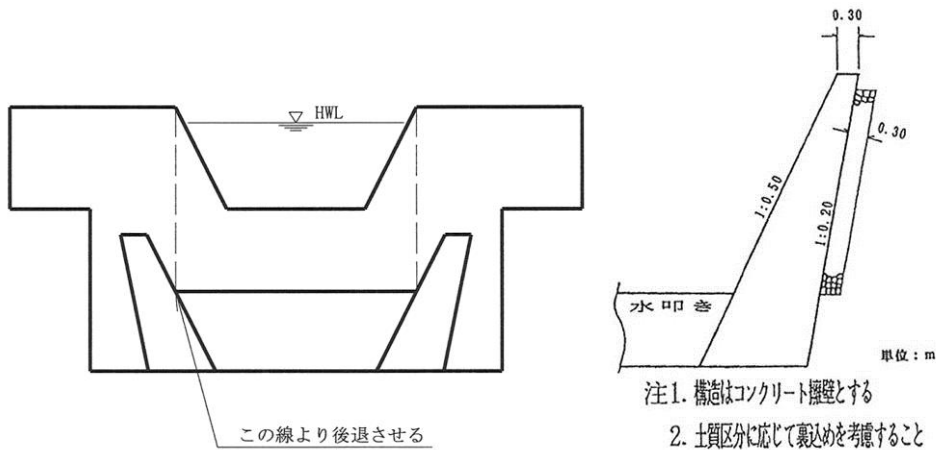 HWL
この線より後退させる
0.30
0.30
1:0.50
1:0.20
水叩き
単位：m
注1. 構造はコンクリート擁壁とする
2. 土質区分に応じて裏込めを考慮すること